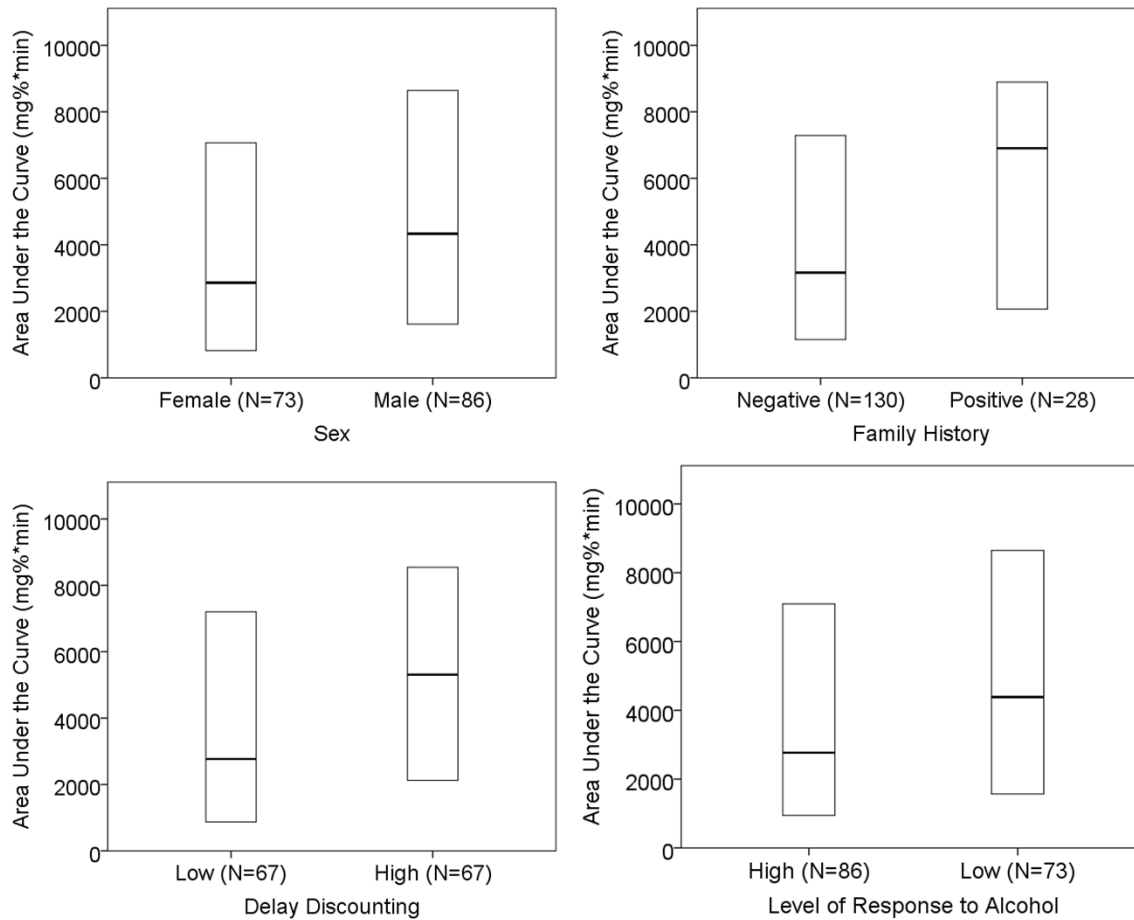 Area Under the Curve (mg%*min)
10000
8000
6000
4000
2000
0
Female (N=73) Male (N=86)
Sex
Area Under the Curve (mg%*min)
10000
8000
6000
4000
2000
0
Negative (N=130) Positive (N=28)
Family History
Area Under the Curve (mg%*min)
10000
8000
6000
4000
2000
0
Low (N=67) High (N=67)
Delay Discounting
Area Under the Curve (mg%*min)
10000
8000
6000
4000
2000
0
High (N=86) Low (N=73)
Level of Response to Alcohol